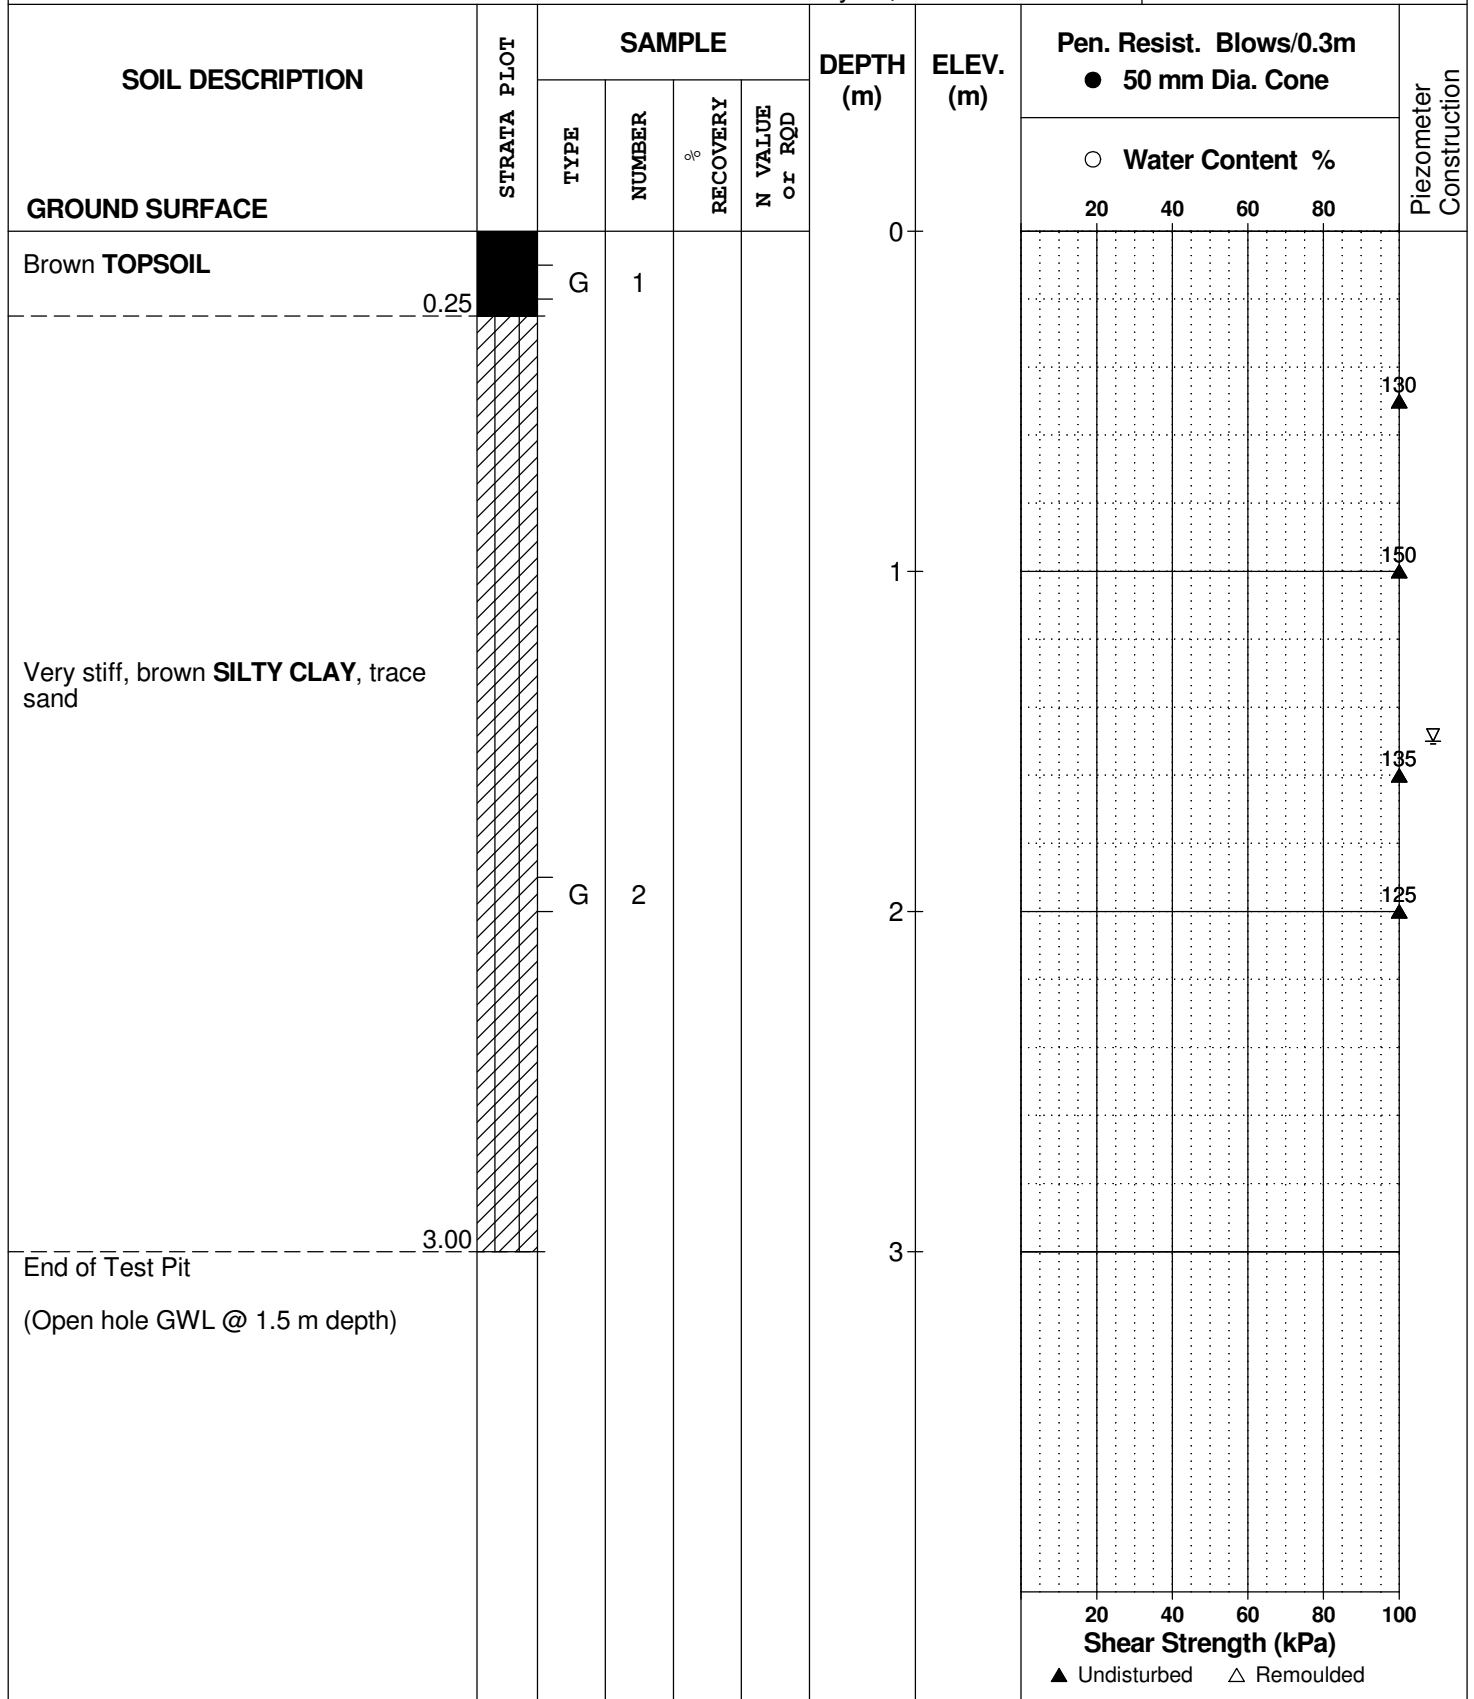 SOIL DESCRIPTION
GROUND SURFACE
STRATA PLOT
SAMPLE
TYPE
NUMBER
%
RECOVERY
N VALUE
or RQD
DEPTH
(m)
ELEV.
(m)
Pen. Resist. Blows/0.3m
● 50 mm Dia. Cone
○ Water Content %
20 40 60 80
Piezometer
Construction
0
Brown TOPSOIL
0.25
G 1
130
150
1
Very stiff, brown SILTY CLAY, trace
sand
135
G 2
125
2
3.00
3
End of Test Pit
(Open hole GWL @ 1.5 m depth)
20 40 60 80 100
Shear Strength (kPa)
▲ Undisturbed △ Remoulded